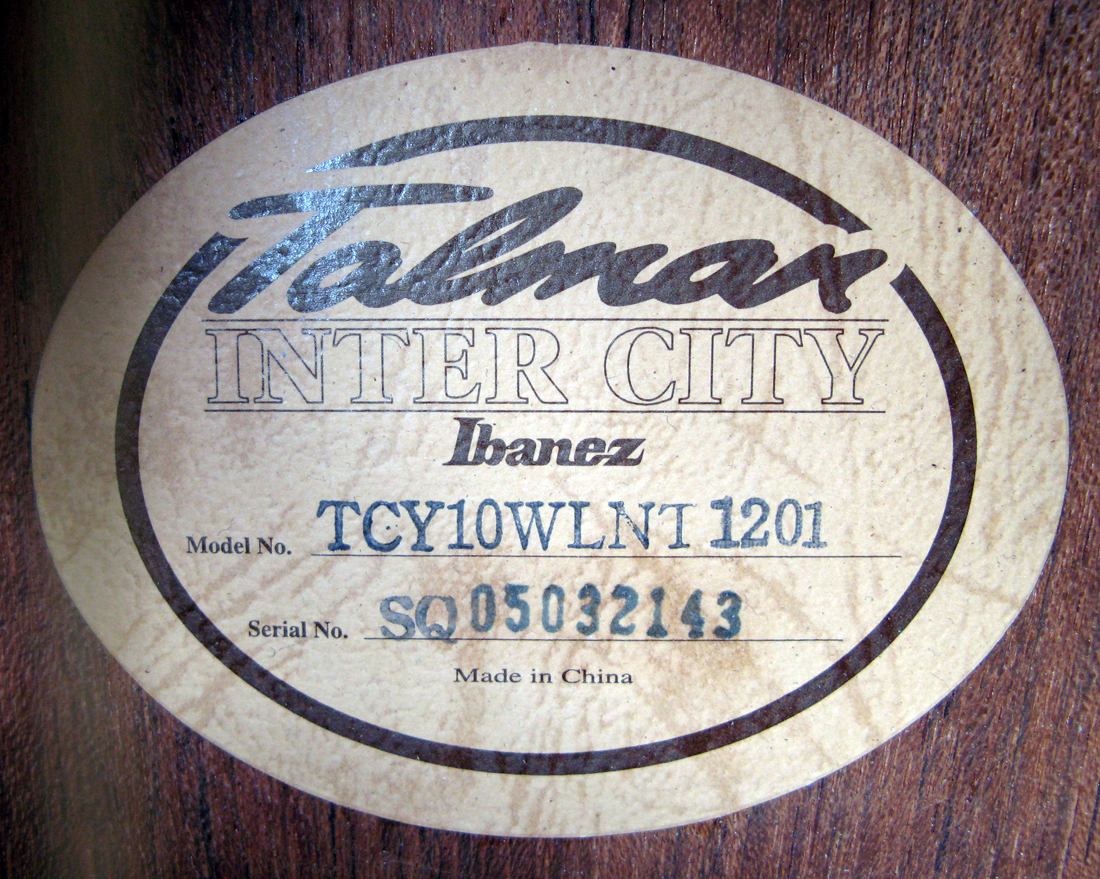 Talman
INTER CITY
Ibanez
Model No. TCY10WLNT 1201
Serial No. SQ05032143
Made in China